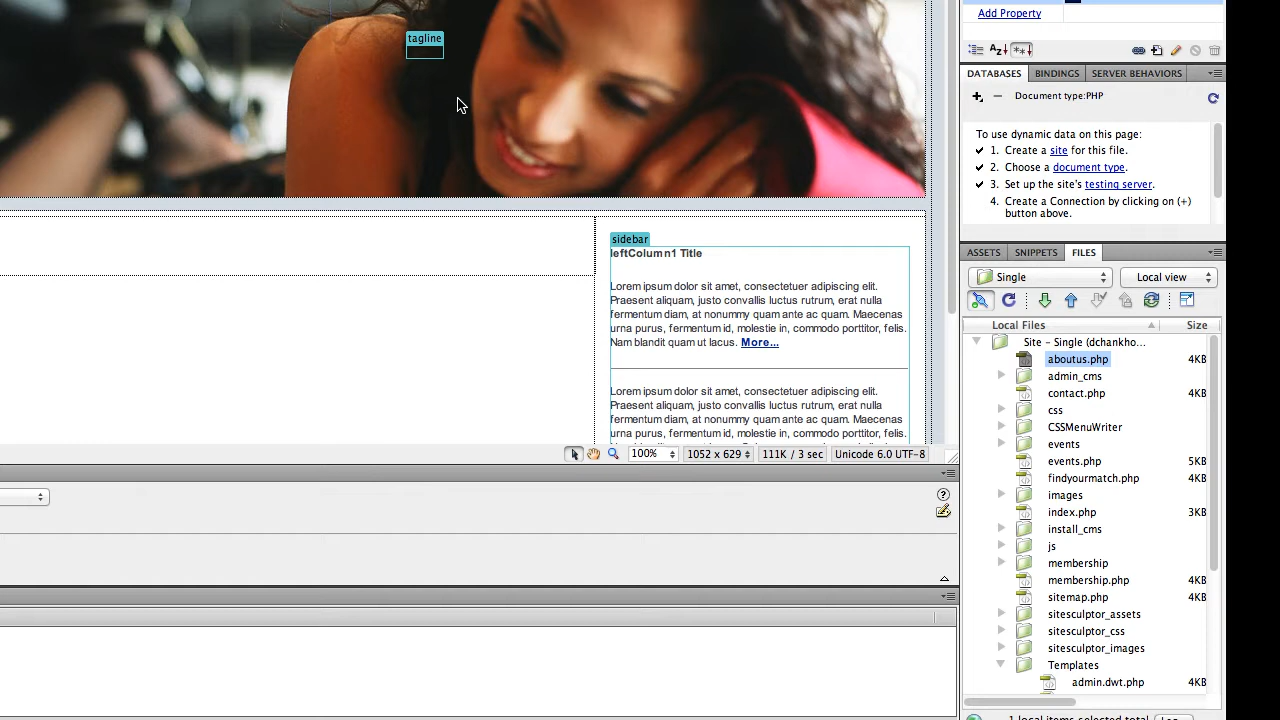 tagline
sidebar
leftColumn1 Title
Lorem ipsum dolor sit amet, consectetuer adipiscing elit.
Praesent aliquam, justo convallis luctus rutrum, erat nulla
fermentum diam, at nonummy quam ante ac quam. Maecenas
urna purus, fermentum id, molestie in, commodo porttitor, felis.
Nam blandit quam ut lacus. More...
Lorem ipsum dolor sit amet, consectetuer adipiscing elit.
Praesent aliquam, justo convallis luctus rutrum, erat nulla
fermentum diam, at nonummy quam ante ac quam. Maecenas
urna purus, fermentum id, molestie in, commodo porttitor, felis.
100% 1052 x 629 111K / 3 sec Unicode 6.0 UTF-8
Add Property
DATABASES BINDINGS SERVER BEHAVIORS
Document type:PHP
To use dynamic data on this page:
1. Create a site for this file.
2. Choose a document type.
3. Set up the site's testing server.
4. Create a Connection by clicking on (+)
button above.
ASSETS SNIPPETS FILES
Single Local view
Local Files Size
Site – Single (dchankho...
aboutus.php 4KB
admin_cms
contact.php 4KB
css
CSSMenuWriter
events
events.php 5KB
findyourmatch.php 4KB
images
index.php 3KB
install_cms
js
membership
membership.php 4KB
sitemap.php 4KB
sitesculptor_assets
sitesculptor_css
sitesculptor_images
Templates
admin.dwt.php 4KB
1 local items selected total